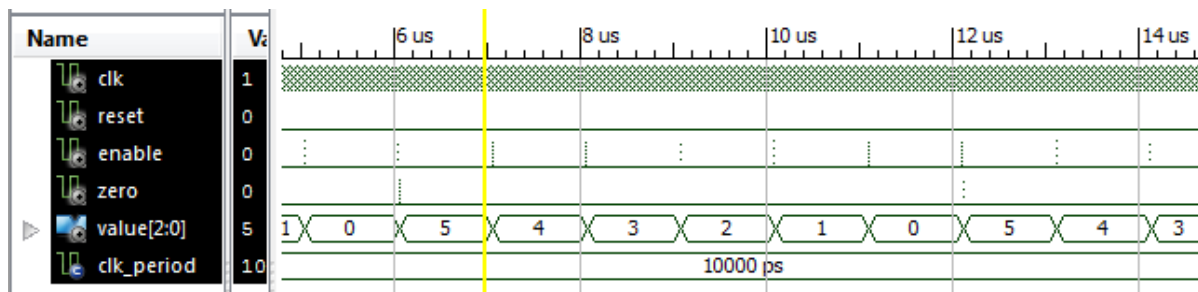 Name Va 6 us 8 us 10 us 12 us 14 us
clk 1
reset 0
enable 0
zero 0
value[2:0] 5 1 0 5 4 3 2 1 0 5 4 3
clk_period 10 10000 ps